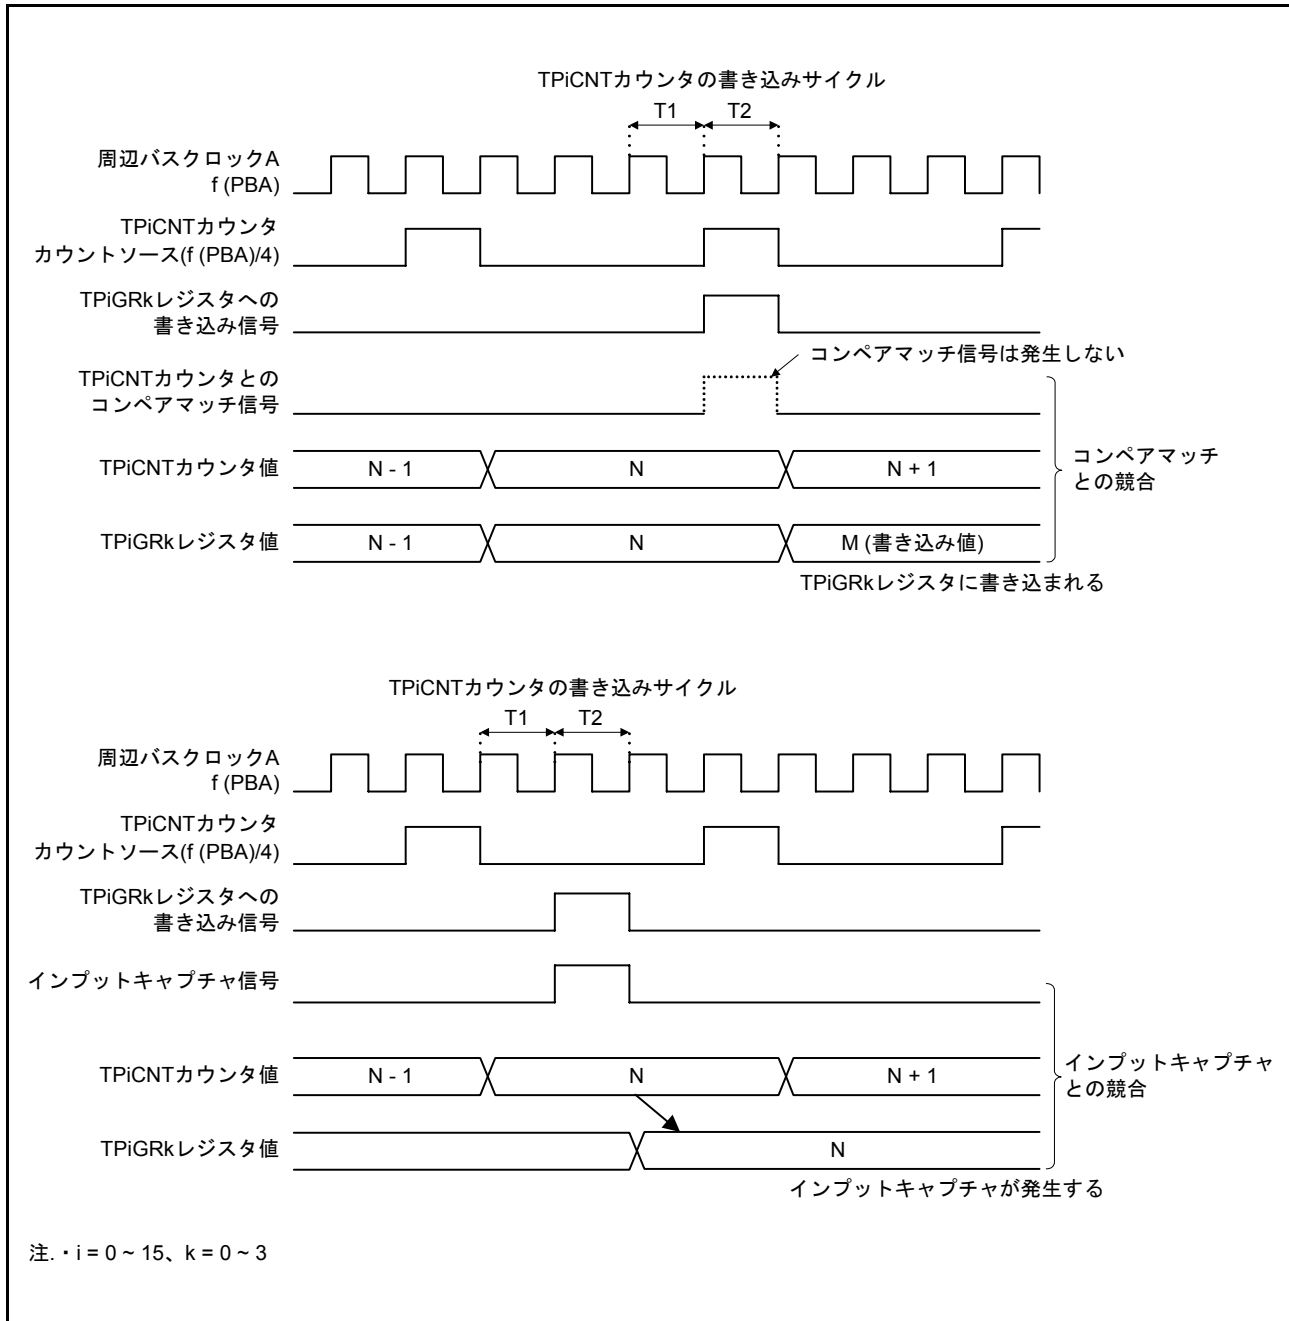 TPiCNTカウンタの書き込みサイクル
T1 T2
周辺バスクロックA
f (PBA)
TPiCNTカウンタ
カウントソース(f (PBA)/4)
TPiGRkレジスタへの
書き込み信号
コンペアマッチ信号は発生しない
TPiCNTカウンタとの
コンペアマッチ信号
TPiCNTカウンタ値 N - 1 N N + 1
コンペアマッチ
との競合
TPiGRkレジスタ値 N - 1 N M (書き込み値)
TPiGRkレジスタに書き込まれる
TPiCNTカウンタの書き込みサイクル
T1 T2
周辺バスクロックA
f (PBA)
TPiCNTカウンタ
カウントソース(f (PBA)/4)
TPiGRkレジスタへの
書き込み信号
インプットキャプチャ信号
TPiCNTカウンタ値 N - 1 N N + 1
インプットキャプチャ
との競合
TPiGRkレジスタ値 N
インプットキャプチャが発生する
注.・i = 0 ~ 15、k = 0 ~ 3